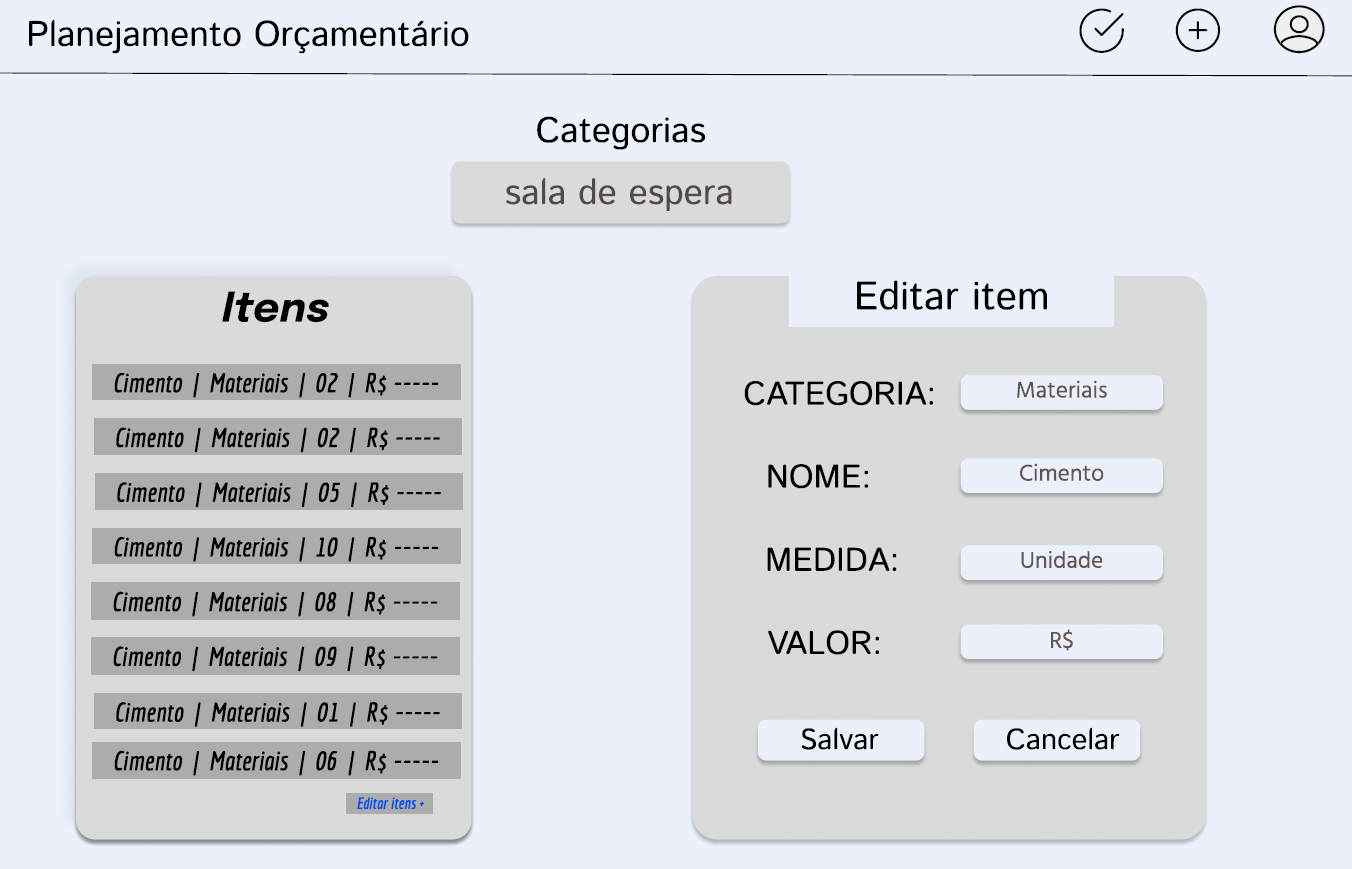 Planejamento Orçamentário
Categorias
sala de espera
Itens
Cimento | Materiais | 02 | R$ -----
Cimento | Materiais | 02 | R$ -----
Cimento | Materiais | 05 | R$ -----
Cimento | Materiais | 10 | R$ -----
Cimento | Materiais | 08 | R$ -----
Cimento | Materiais | 09 | R$ -----
Cimento | Materiais | 01 | R$ -----
Cimento | Materiais | 06 | R$ -----
Editar itens +
Editar item
CATEGORIA: Materiais
NOME: Cimento
MEDIDA: Unidade
VALOR: R$
Salvar Cancelar